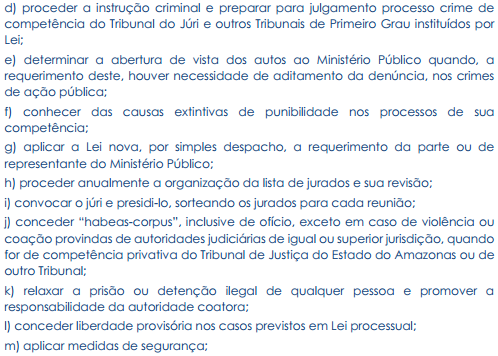 d) proceder a instrução criminal e preparar para julgamento processo crime de
competência do Tribunal do Júri e outros Tribunais de Primeiro Grau instituídos por
Lei;
e) determinar a abertura de vista dos autos ao Ministério Público quando, a
requerimento deste, houver necessidade de aditamento da denúncia, nos crimes
de ação pública;
f) conhecer das causas extintivas de punibilidade nos processos de sua
competência;
g) aplicar a Lei nova, por simples despacho, a requerimento da parte ou de
representante do Ministério Público;
h) proceder anualmente a organização da lista de jurados e sua revisão;
i) convocar o júri e presidi-lo, sorteando os jurados para cada reunião;
j) conceder “habeas-corpus”, inclusive de ofício, exceto em caso de violência ou
coação provindas de autoridades judiciárias de igual ou superior jurisdição, quando
for de competência privativa do Tribunal de Justiça do Estado do Amazonas ou de
outro Tribunal;
k) relaxar a prisão ou detenção ilegal de qualquer pessoa e promover a
responsabilidade da autoridade coatora;
l) conceder liberdade provisória nos casos previstos em Lei processual;
m) aplicar medidas de segurança;